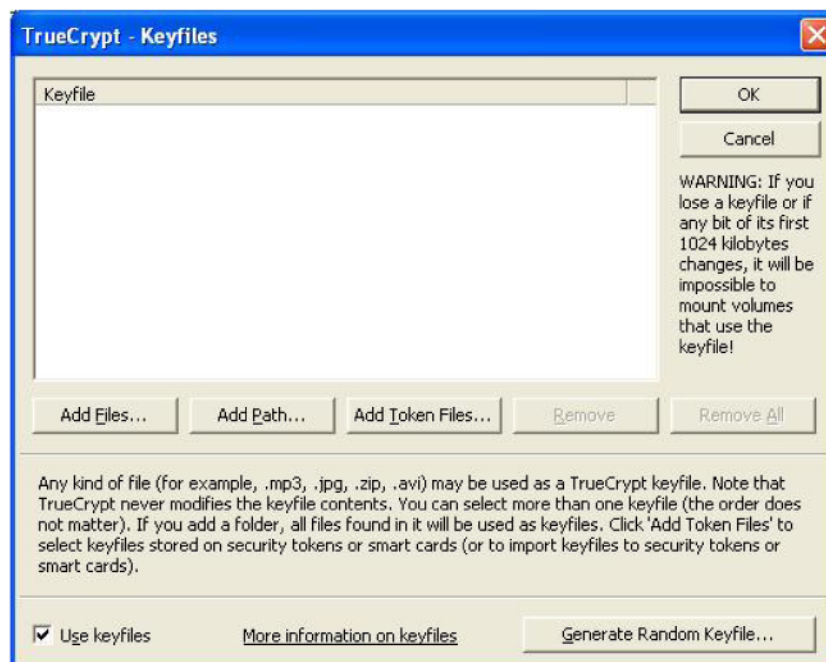 TrueCrypt - Keyfiles
Keyfile
OK
Cancel
WARNING: If you
lose a keyfile or if
any bit of its first
1024 kilobytes
changes, it will be
impossible to
mount volumes
that use the
keyfile!
Add Files...
Add Path...
Add Token Files...
Remove
Remove All
Any kind of file (for example, .mp3, .jpg, .zip, .avi) may be used as a TrueCrypt keyfile. Note that
TrueCrypt never modifies the keyfile contents. You can select more than one keyfile (the order does
not matter). If you add a folder, all files found in it will be used as keyfiles. Click 'Add Token Files' to
select keyfiles stored on security tokens or smart cards (or to import keyfiles to security tokens or
smart cards).
Use keyfiles
More information on keyfiles
Generate Random Keyfile...